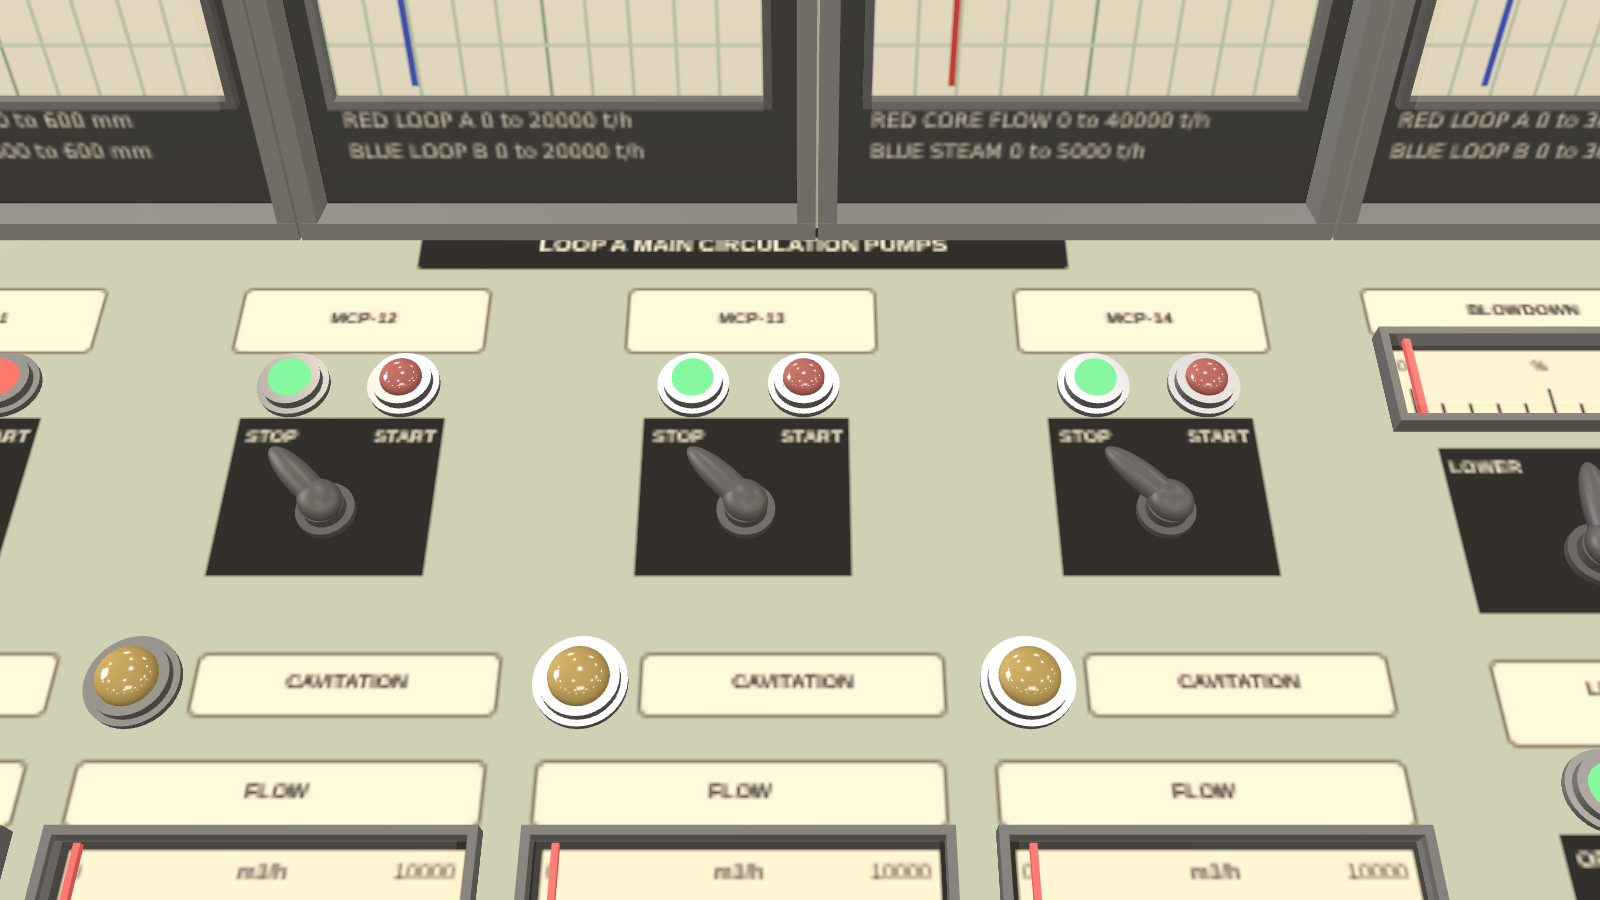 to 600 mm
to 600 mm
RED LOOP A 0 to 20000 t/h
BLUE LOOP B 0 to 20000 t/h
RED CORE FLOW 0 to 40000 t/h
BLUE STEAM 0 to 5000 t/h
RED LOOP A 0 to
BLUE LOOP B 0 to
LOOP A MAIN CIRCULATION PUMPS
MCP-12
MCP-13
MCP-14
BLOWDOWN
%
STOP START
STOP START
STOP START
LOWER
CAVITATION
CAVITATION
CAVITATION
FLOW
FLOW
FLOW
m3/h 10000
m3/h 10000
0 m3/h 10000